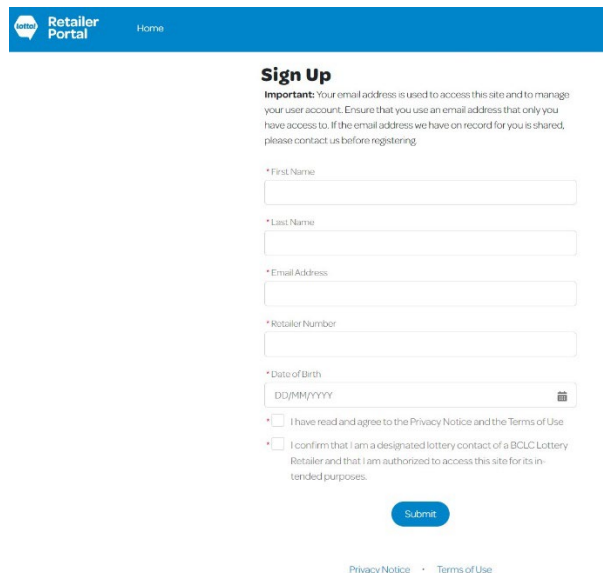 lotto!
Retailer
Portal
Home
Sign Up
Important: Your email address is used to access this site and to manage
your user account. Ensure that you use an email address that only you
have access to. If the email address we have on record for you is shared,
please contact us before registering.
* First Name
* Last Name
* Email Address
* Retailer Number
* Date of Birth
DD/MM/YYYY
* I have read and agree to the Privacy Notice and the Terms of Use
* I confirm that I am a designated lottery contact of a BCLC Lottery
Retailer and that I am authorized to access this site for its in-
tended purposes.
Submit
Privacy Notice • Terms of Use